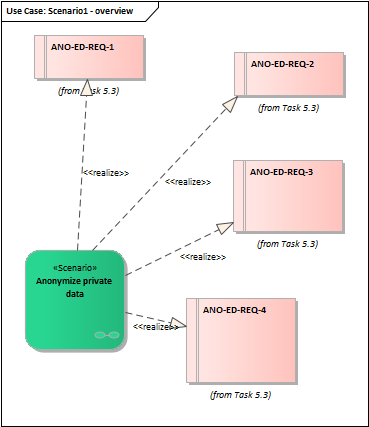 Use Case: Scenario1 - overview
ANO-ED-REQ-1
(from Task 5.3)
ANO-ED-REQ-2
(from Task 5.3)
<<realize>>
<<realize>>
ANO-ED-REQ-3
(from Task 5.3)
<<realize>>
«Scenario»
Anonymize private
data
ANO-ED-REQ-4
<<realize>>
(from Task 5.3)